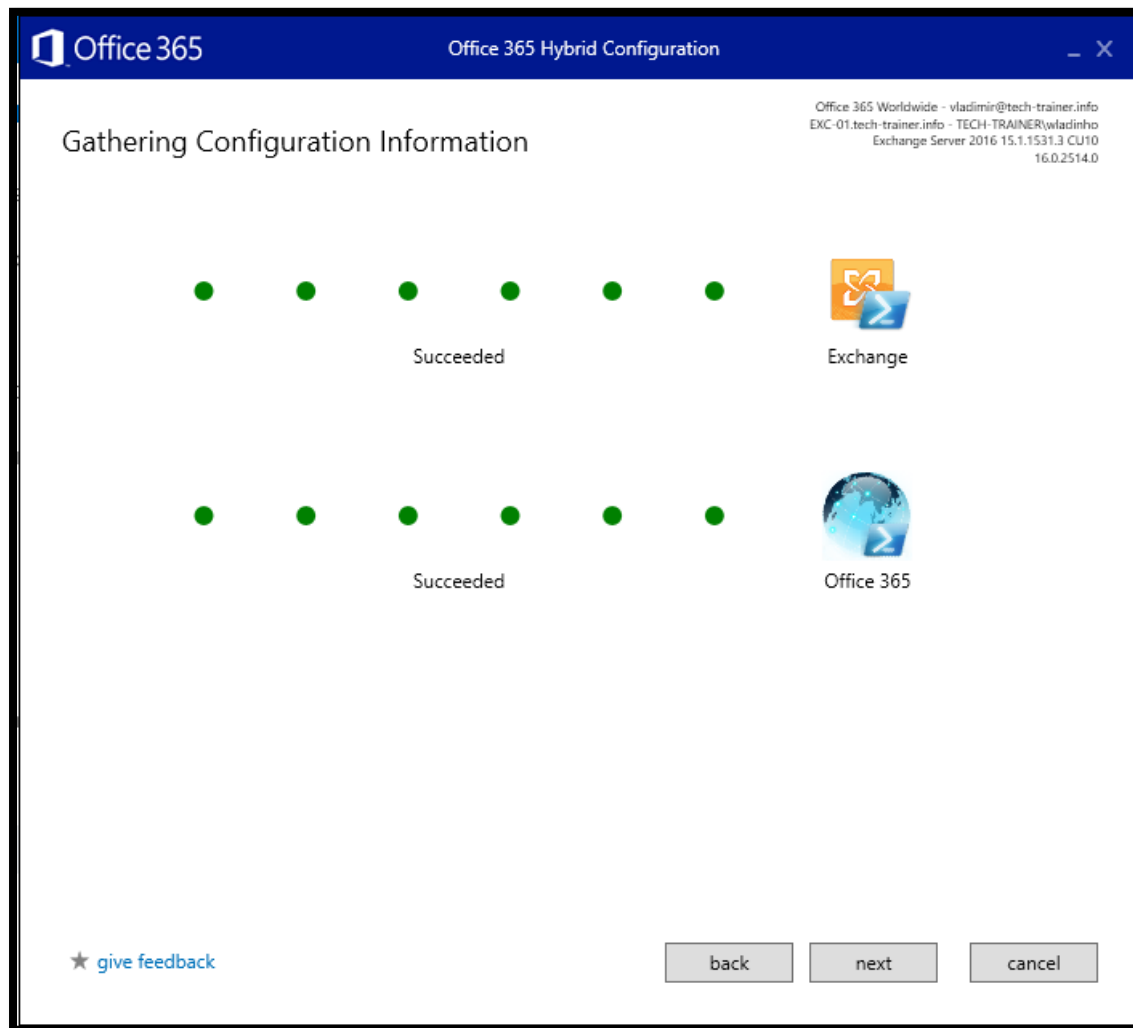 Office 365
Office 365 Hybrid Configuration
Office 365 Worldwide - vladimir@tech-trainer.info
EXC-01.tech-trainer.info - TECH-TRAINER\wladinho
Exchange Server 2016 15.1.1531.3 CU10
16.0.2514.0
Gathering Configuration Information
Succeeded
Exchange
Succeeded
Office 365
give feedback
back
next
cancel